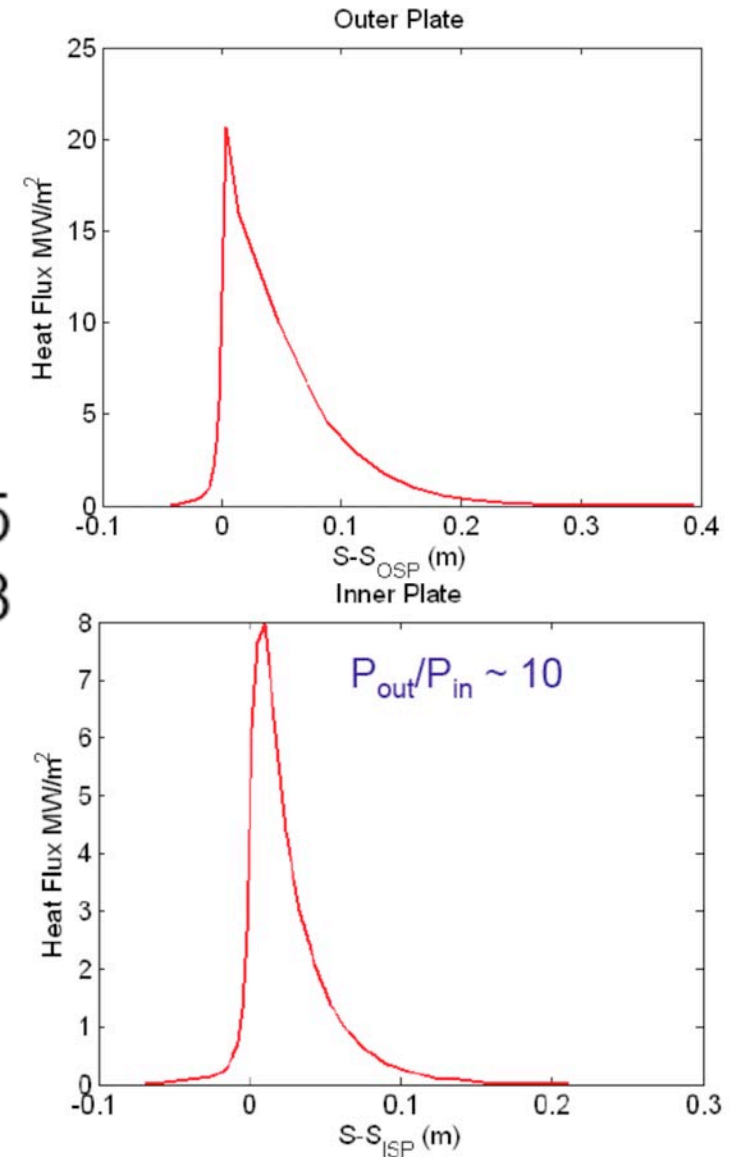 Outer Plate
25
20
15
10
5
0
Heat Flux MW/m2
-0.1 0 0.1 0.2 0.3 0.4
S-SOSP (m)
Inner Plate
8
7
6
5
4
3
2
1
0
Heat Flux MW/m2
Pout/Pin ~ 10
-0.1 0 0.1 0.2 0.3
S-SISP (m)